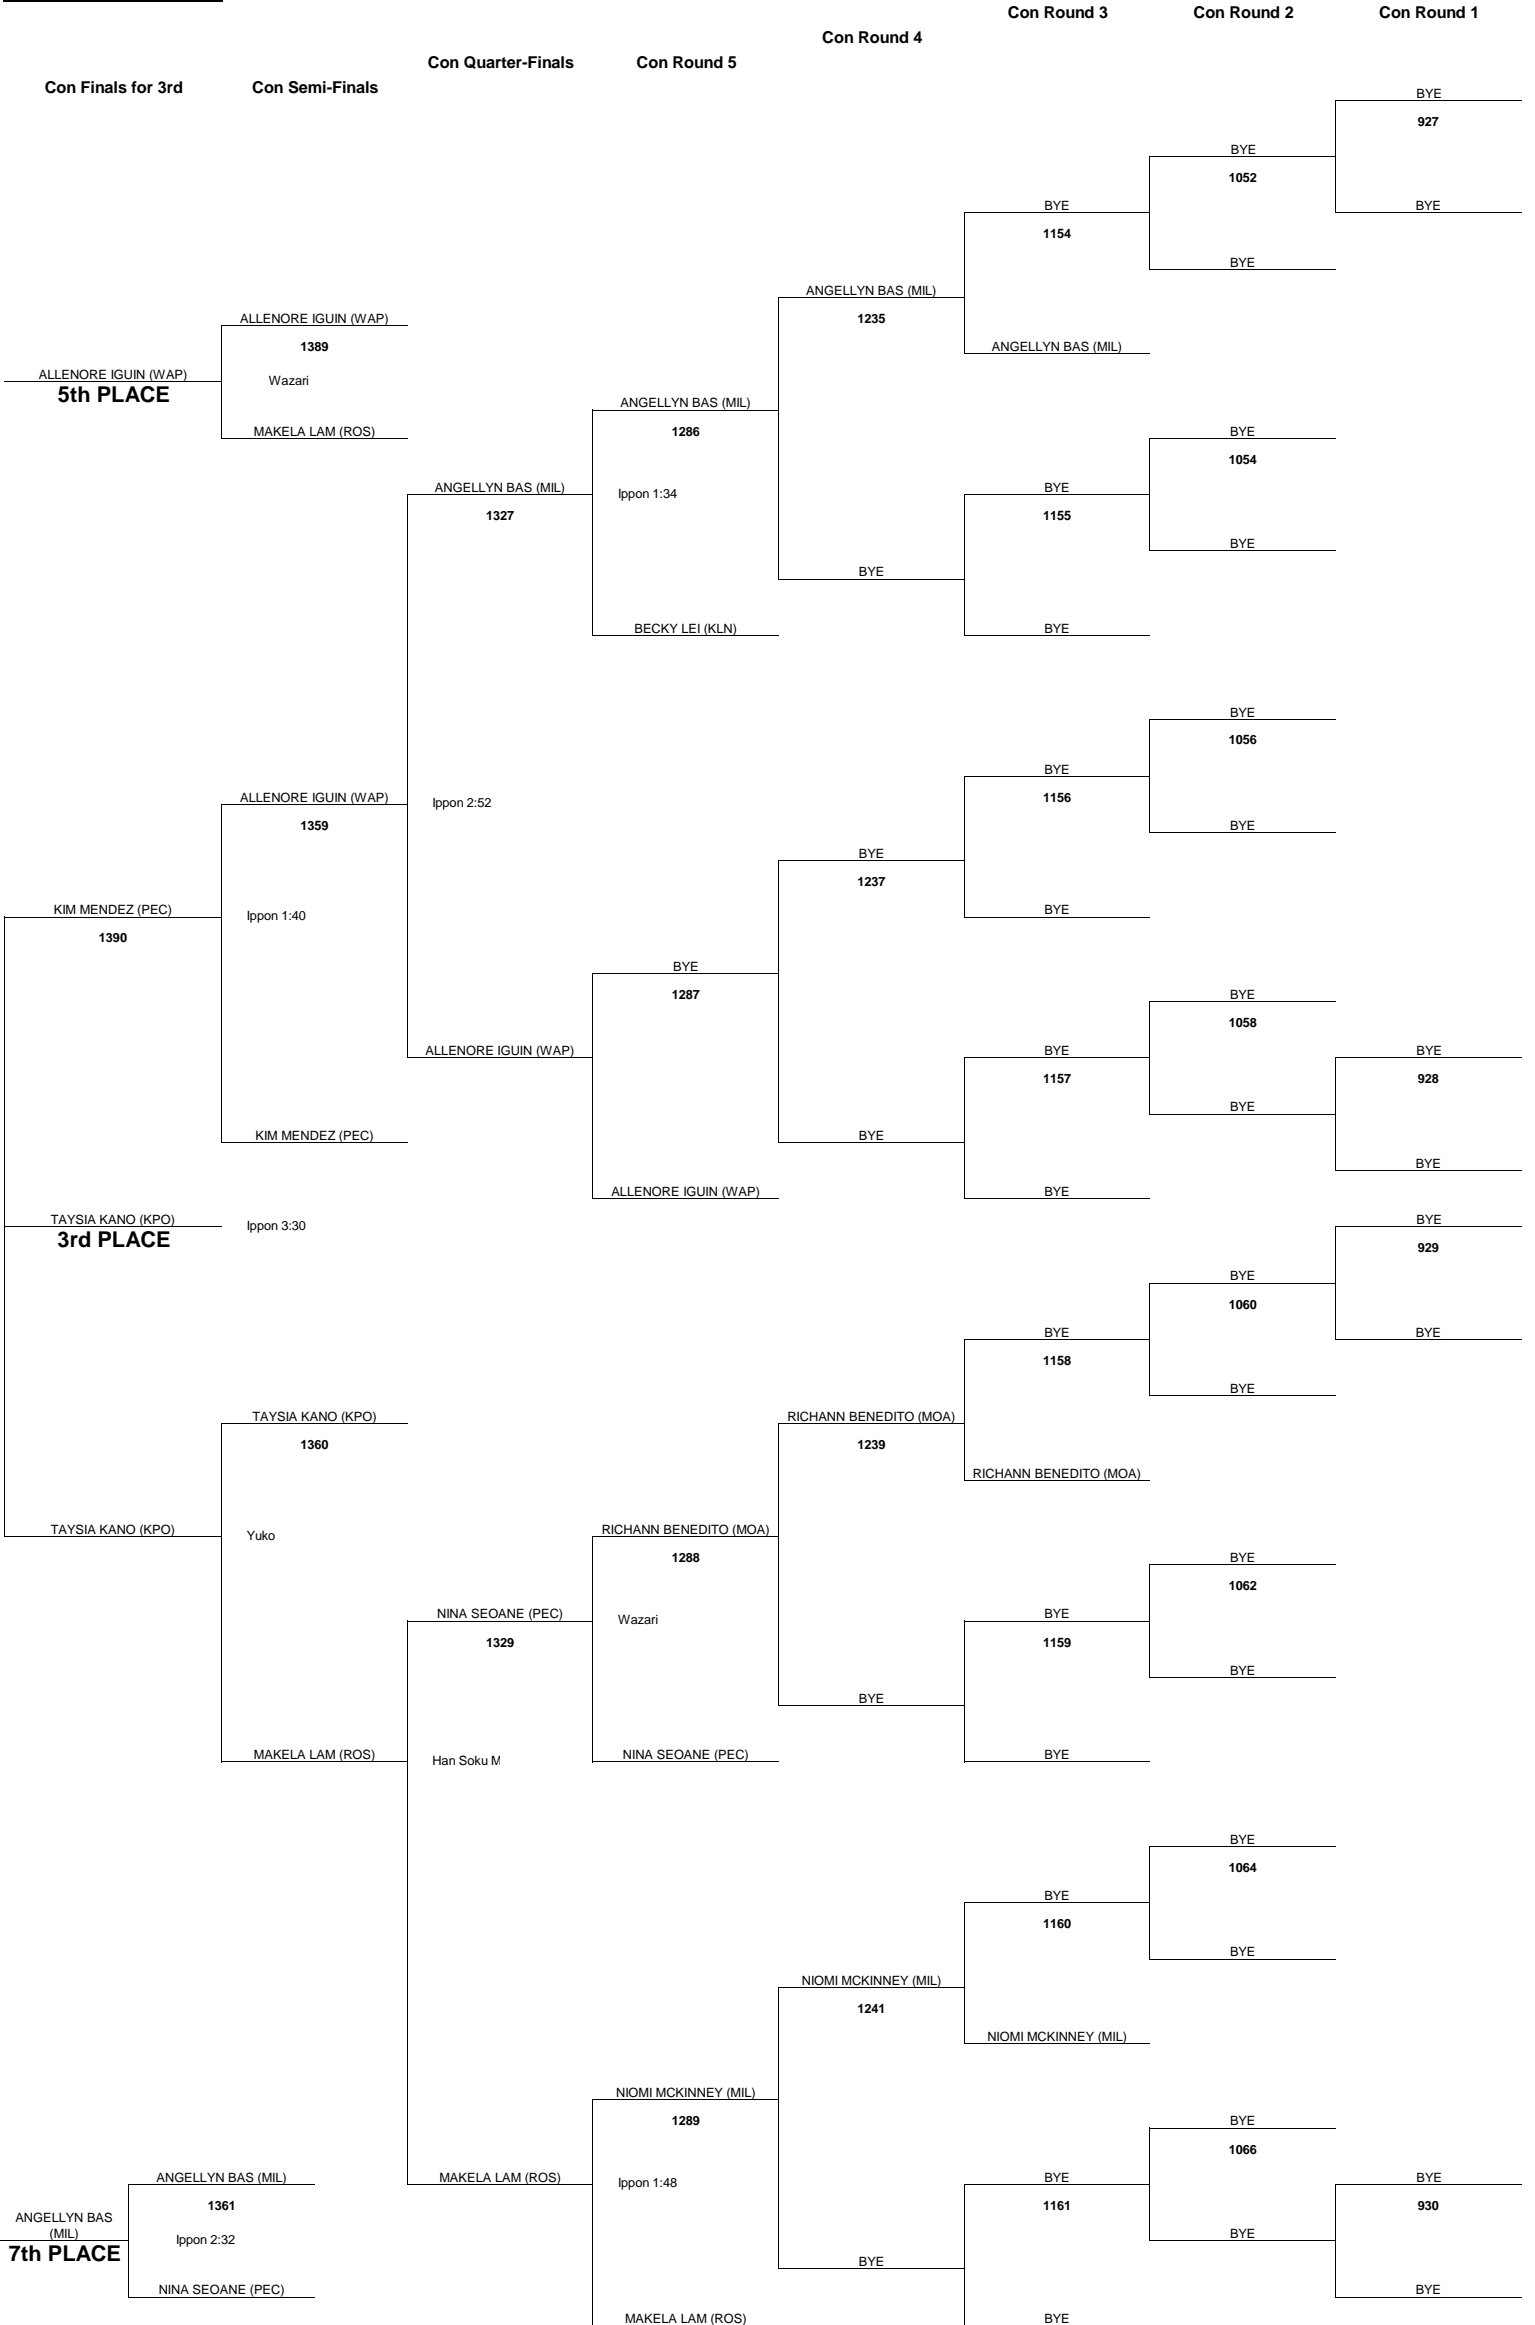 Con Round 3
Con Round 2
Con Round 1
Con Round 4
Con Quarter-Finals
Con Round 5
Con Finals for 3rd
Con Semi-Finals
BYE
927
BYE
1052
BYE
BYE
1154
BYE
ANGELLYN BAS (MIL)
ALLENORE IGUIN (WAP)
1235
1389
ANGELLYN BAS (MIL)
ALLENORE IGUIN (WAP)
Wazari
5th PLACE
ANGELLYN BAS (MIL)
MAKELA LAM (ROS)
1286
BYE
1054
ANGELLYN BAS (MIL)
Ippon 1:34
BYE
1327
1155
BYE
BYE
BECKY LEI (KLN)
BYE
BYE
1056
BYE
ALLENORE IGUIN (WAP)
Ippon 2:52
1156
1359
BYE
BYE
1237
KIM MENDEZ (PEC)
Ippon 1:40
BYE
1390
BYE
1287
BYE
1058
ALLENORE IGUIN (WAP)
BYE
BYE
1157
928
BYE
KIM MENDEZ (PEC)
BYE
BYE
ALLENORE IGUIN (WAP)
BYE
TAYSIA KANO (KPO)
Ippon 3:30
BYE
3rd PLACE
929
BYE
1060
BYE
BYE
1158
BYE
TAYSIA KANO (KPO)
RICHANN BENEDITO (MOA)
1360
1239
RICHANN BENEDITO (MOA)
TAYSIA KANO (KPO)
Yuko
RICHANN BENEDITO (MOA)
1288
BYE
1062
NINA SEOANE (PEC)
Wazari
BYE
1329
1159
BYE
BYE
MAKELA LAM (ROS)
Han Soku M
NINA SEOANE (PEC)
BYE
BYE
1064
BYE
1160
BYE
NIOMI MCKINNEY (MIL)
1241
NIOMI MCKINNEY (MIL)
NIOMI MCKINNEY (MIL)
1289
BYE
1066
ANGELLYN BAS (MIL)
MAKELA LAM (ROS)
Ippon 1:48
BYE
BYE
1361
1161
930
ANGELLYN BAS
(MIL)
Ippon 2:32
BYE
7th PLACE
BYE
NINA SEOANE (PEC)
BYE
MAKELA LAM (ROS)
BYE